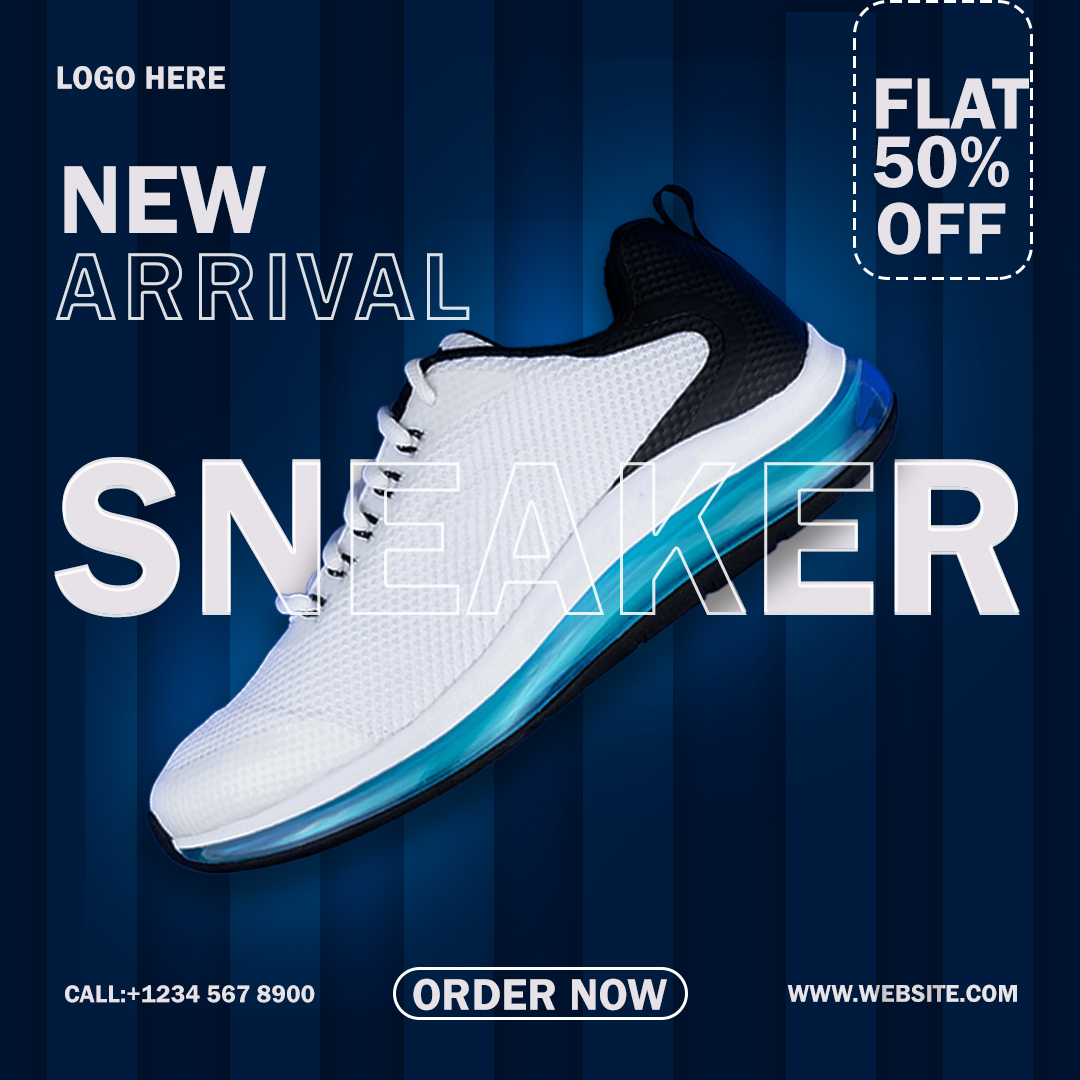 LOGO HERE
FLAT
50%
OFF
NEW
ARRIVAL
SNEAKER
CALL:+1234 567 8900
ORDER NOW
WWW.WEBSITE.COM